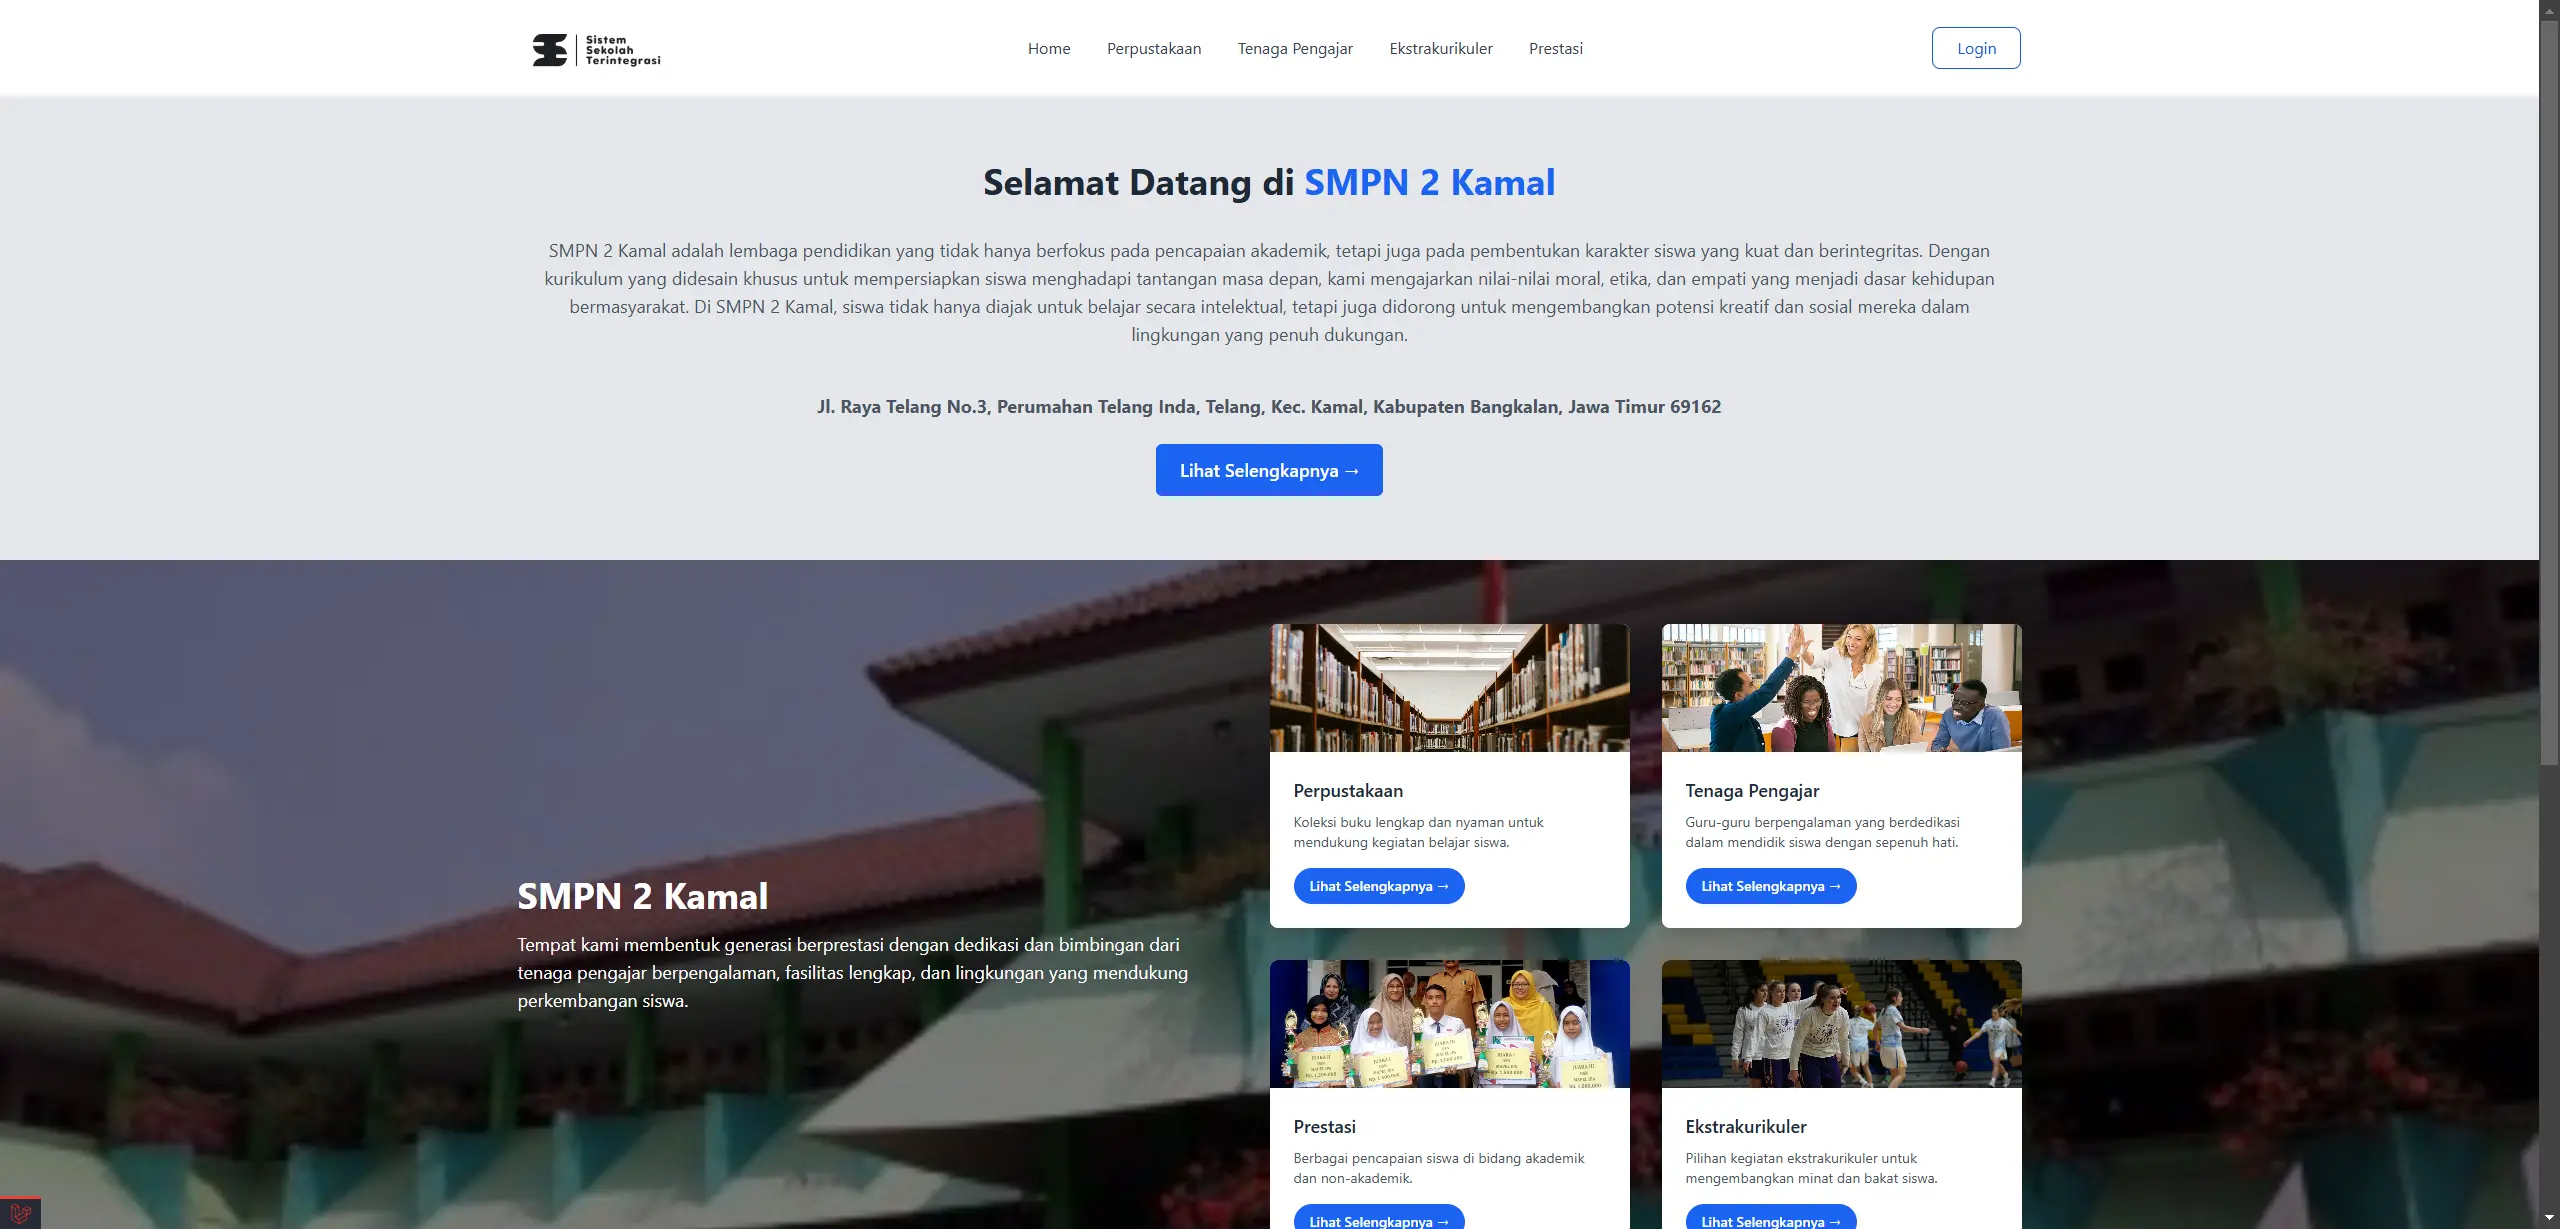 Sistem
Sekolah
Terintegrasi
Home
Perpustakaan
Tenaga Pengajar
Ekstrakurikuler
Prestasi
Login
Selamat Datang di SMPN 2 Kamal
SMPN 2 Kamal adalah lembaga pendidikan yang tidak hanya berfokus pada pencapaian akademik, tetapi juga pada pembentukan karakter siswa yang kuat dan berintegritas. Dengan
kurikulum yang didesain khusus untuk mempersiapkan siswa menghadapi tantangan masa depan, kami mengajarkan nilai-nilai moral, etika, dan empati yang menjadi dasar kehidupan
bermasyarakat. Di SMPN 2 Kamal, siswa tidak hanya diajak untuk belajar secara intelektual, tetapi juga didorong untuk mengembangkan potensi kreatif dan sosial mereka dalam
lingkungan yang penuh dukungan.
Jl. Raya Telang No.3, Perumahan Telang Inda, Telang, Kec. Kamal, Kabupaten Bangkalan, Jawa Timur 69162
Lihat Selengkapnya →
SMPN 2 Kamal
Tempat kami membentuk generasi berprestasi dengan dedikasi dan bimbingan dari
tenaga pengajar berpengalaman, fasilitas lengkap, dan lingkungan yang mendukung
perkembangan siswa.
Perpustakaan
Koleksi buku lengkap dan nyaman untuk
mendukung kegiatan belajar siswa.
Lihat Selengkapnya →
Tenaga Pengajar
Guru-guru berpengalaman yang berdedikasi
dalam mendidik siswa dengan sepenuh hati.
Lihat Selengkapnya →
Prestasi
Berbagai pencapaian siswa di bidang akademik
dan non-akademik.
Lihat Selengkapnya →
Ekstrakurikuler
Pilihan kegiatan ekstrakurikuler untuk
mengembangkan minat dan bakat siswa.
Lihat Selengkapnya →